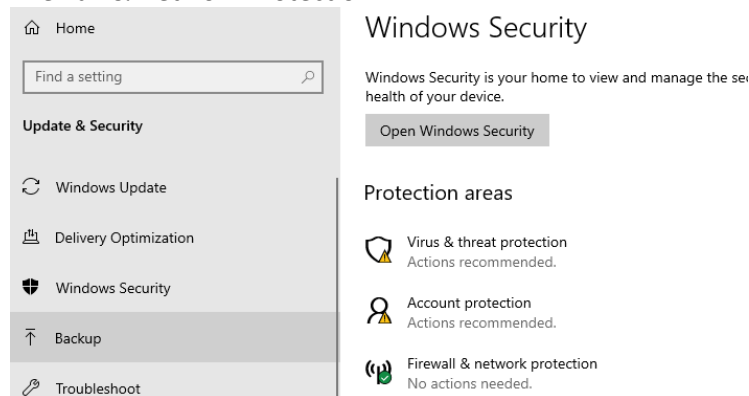 Home
Find a setting
Update & Security
Windows Update
Delivery Optimization
Windows Security
Backup
Troubleshoot
Windows Security
Windows Security is your home to view and manage the
health of your device.
Open Windows Security
Protection areas
Virus & threat protection
Actions recommended.
Account protection
Actions recommended.
Firewall & network protection
No actions needed.